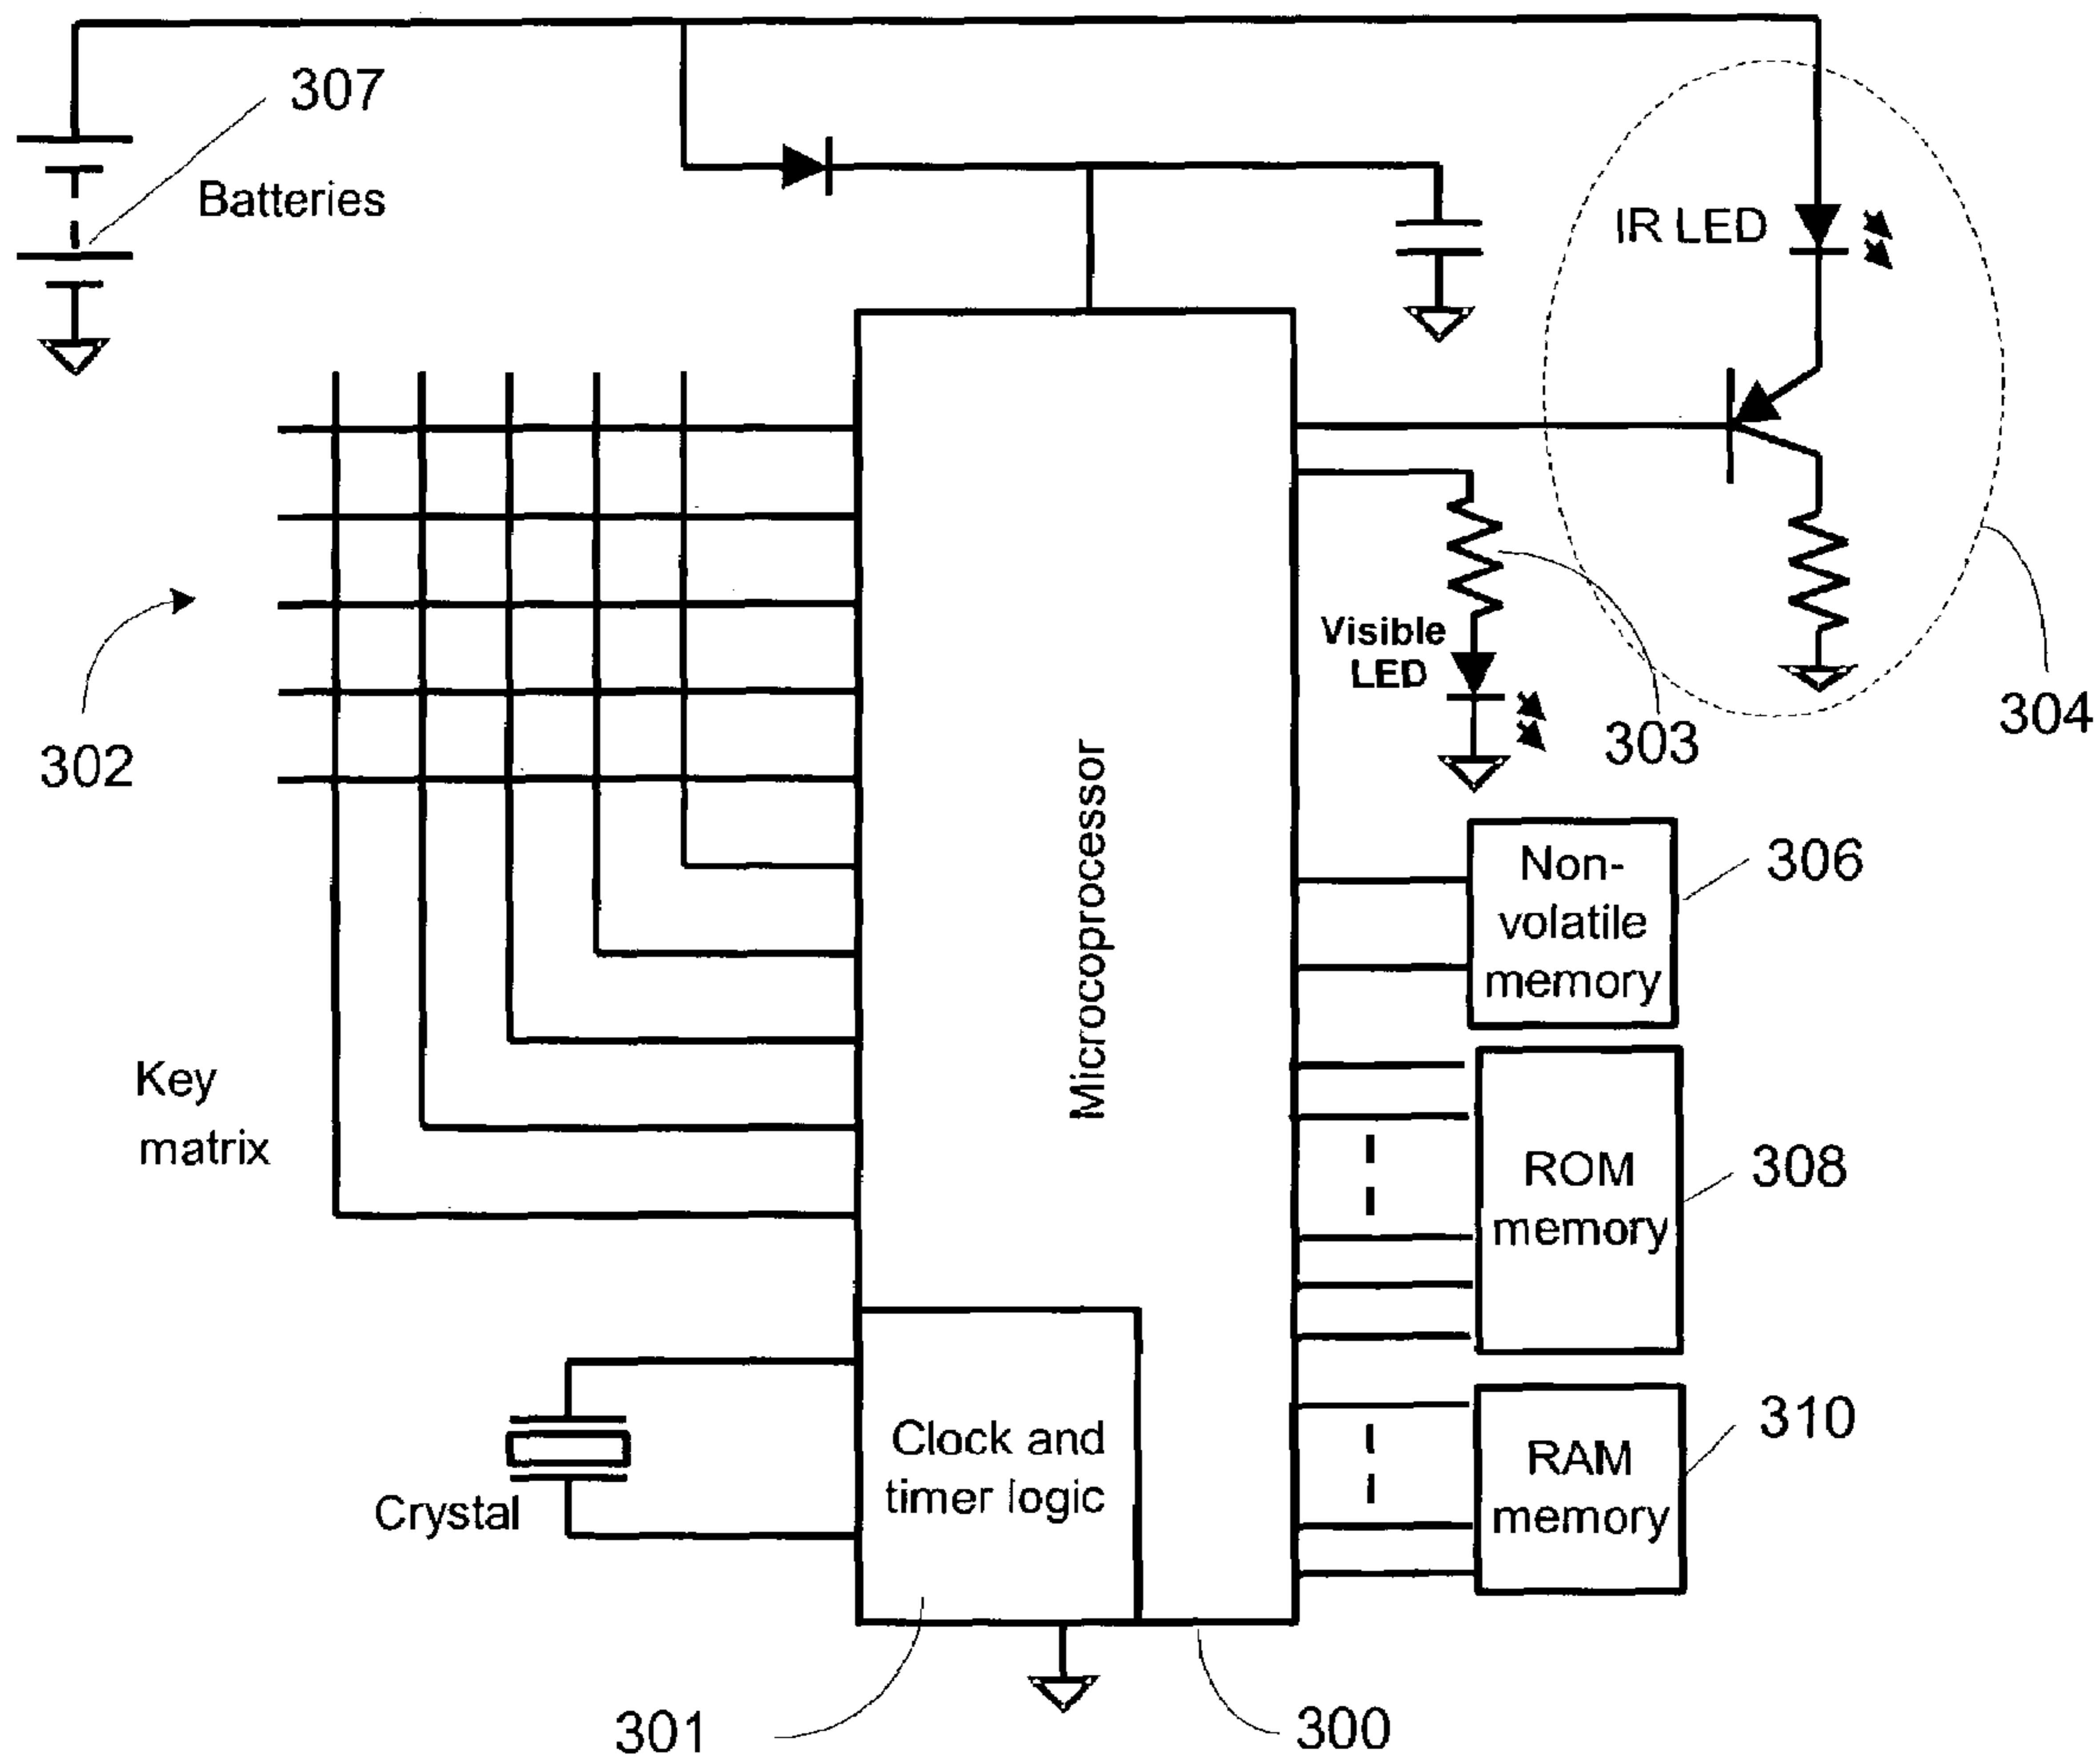 307
Batteries
IR LED
Visible
LED
303
304
302
Microcoprocessor
Non-
volatile
memory
306
Key
matrix
ROM
memory
308
Clock and
timer logic
Crystal
RAM
memory
310
301
300